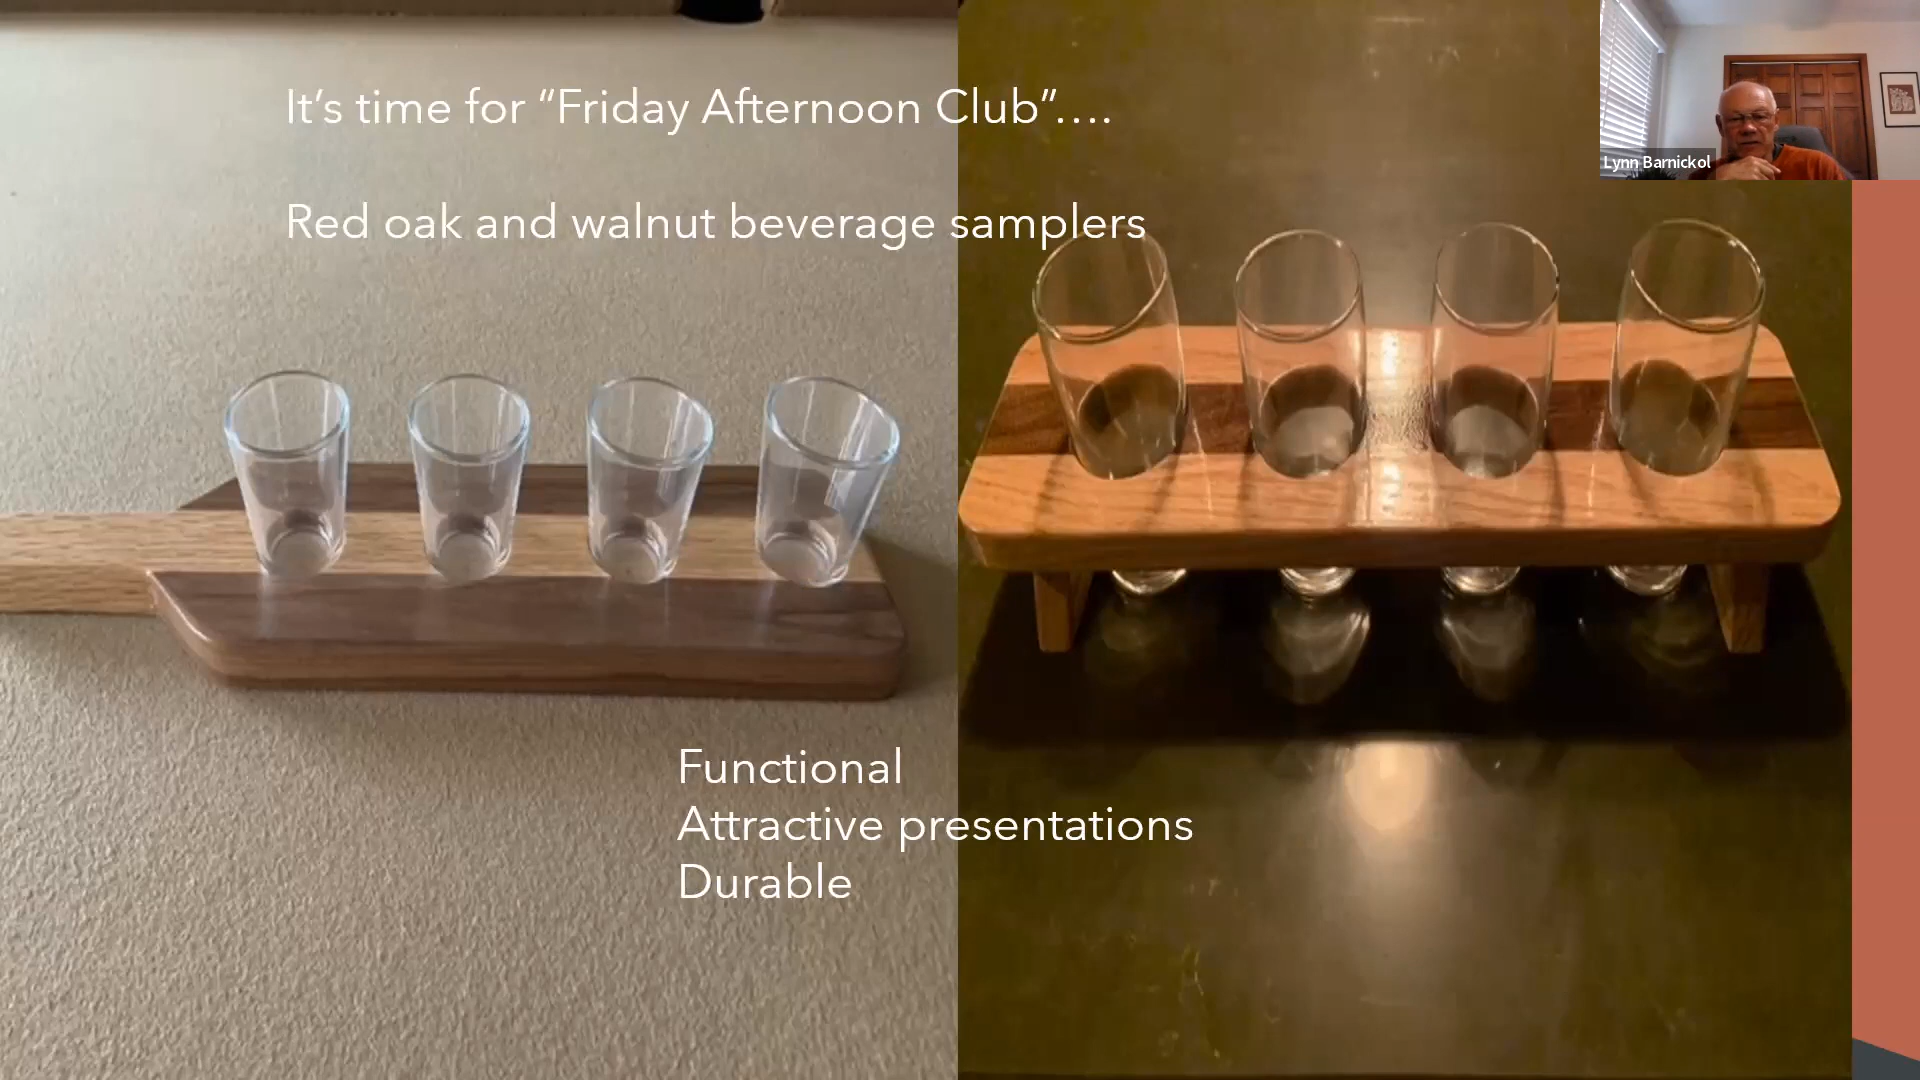 It's time for “Friday Afternoon Club”....
Red oak and walnut beverage samplers
Lynn Barnickol
Functional
Attractive presentations
Durable